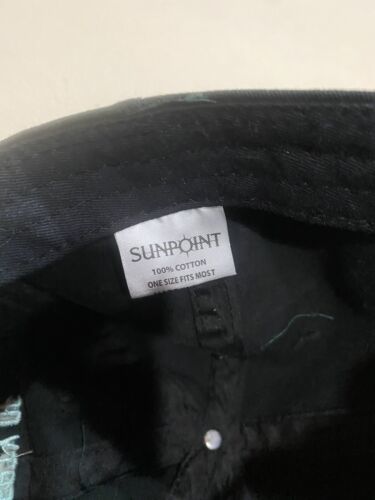 SUNPOINT
100% COTTON
ONE SIZE FITS MOST